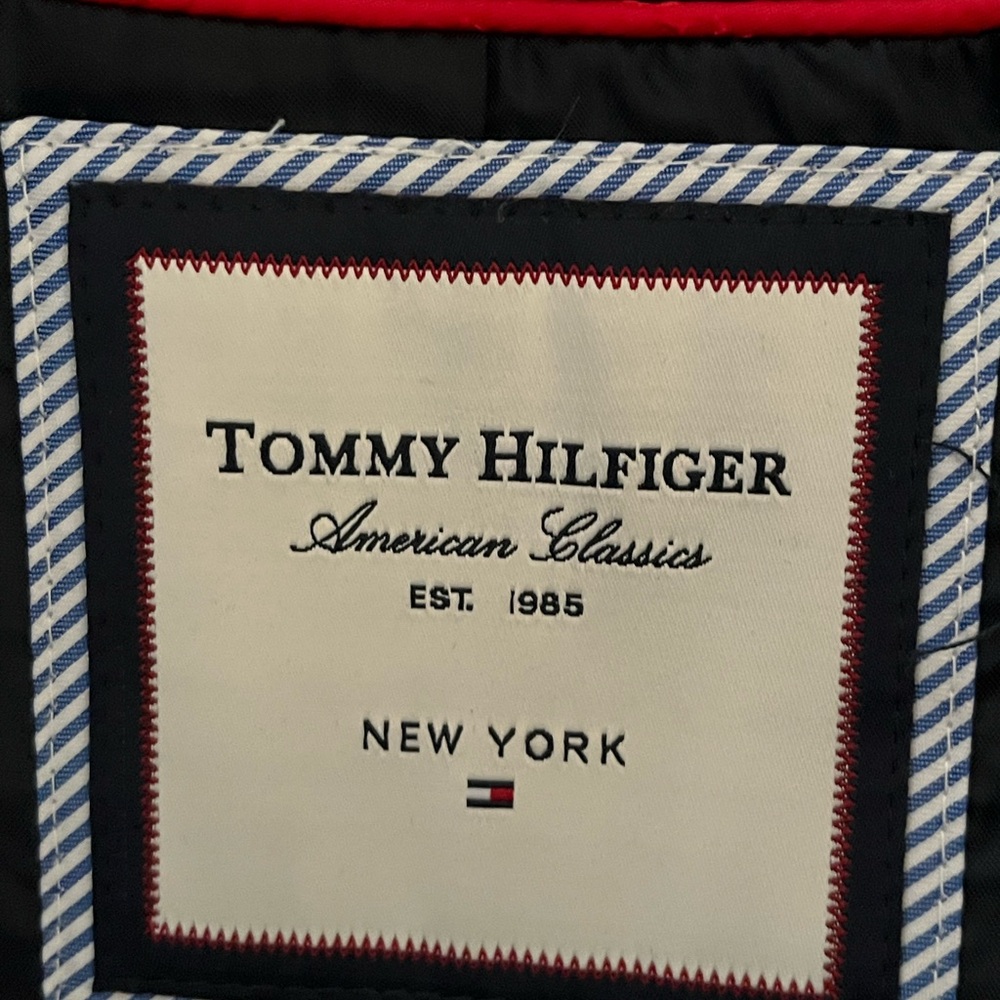 TOMMY HILFIGER
American Classics
EST. 1985
NEW YORK